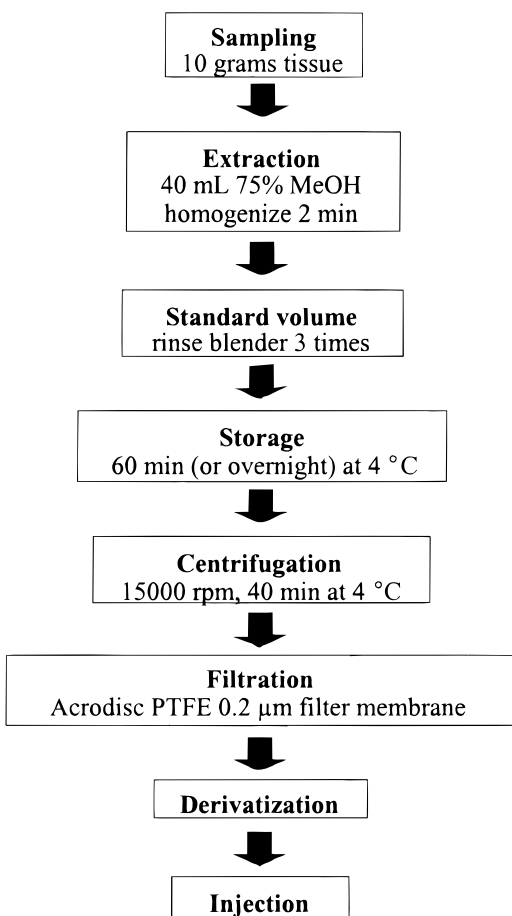 Sampling
10 grams tissue
Extraction
40 mL 75% MeOH
homogenize 2 min
Standard volume
rinse blender 3 times
Storage
60 min (or overnight) at 4 °C
Centrifugation
15000 rpm, 40 min at 4 °C
Filtration
Acrodisc PTFE 0.2 μm filter membrane
Derivatization
Injection